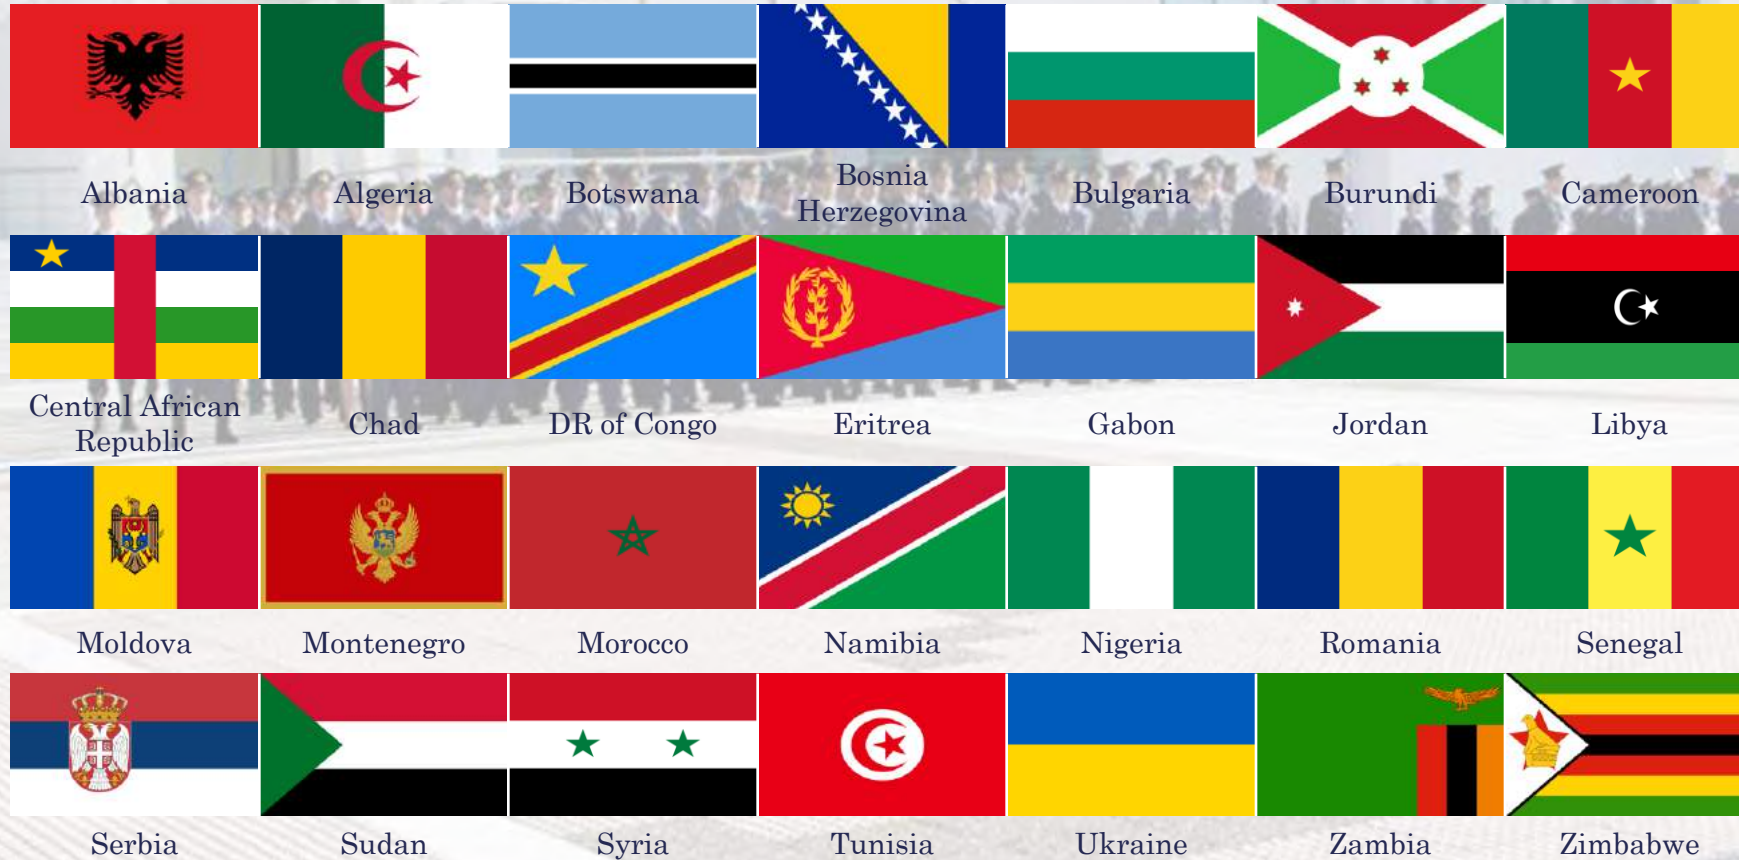 Albania
Algeria
Botswana
Bosnia
Herzegovina
Bulgaria
Burundi
Cameroon
Central African
Republic
Chad
DR of Congo
Eritrea
Gabon
Jordan
Libya
Moldova
Montenegro
Morocco
Namibia
Nigeria
Romania
Senegal
Serbia
Sudan
Syria
Tunisia
Ukraine
Zambia
Zimbabwe